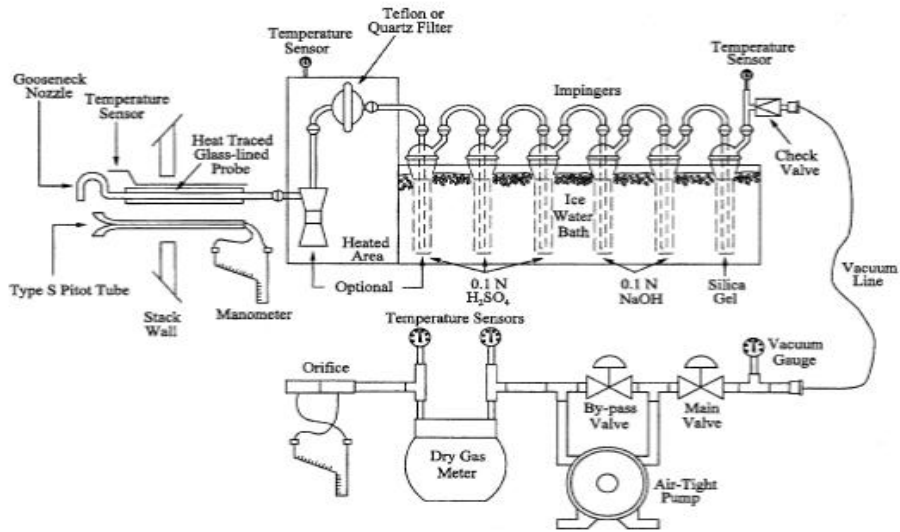 Teflon or
Quartz Filter
Temperature
Sensor
Temperature
Sensor
Gooseneck
Nozzle
Temperature
Sensor
Impingers
Heat Traced
Glass-lined
Probe
Check
Valve
Ice
Water
Bath
Heated
Area
Type S Pitot Tube
Optional
0.1 N
H₂SO₄
0.1 N
NaOH
Silica
Gel
Vacuum
Line
Stack
Wall
Manometer
Temperature Sensors
Vacuum
Gauge
Orifice
By-pass
Valve
Main
Valve
Dry Gas
Meter
Air-Tight
Pump